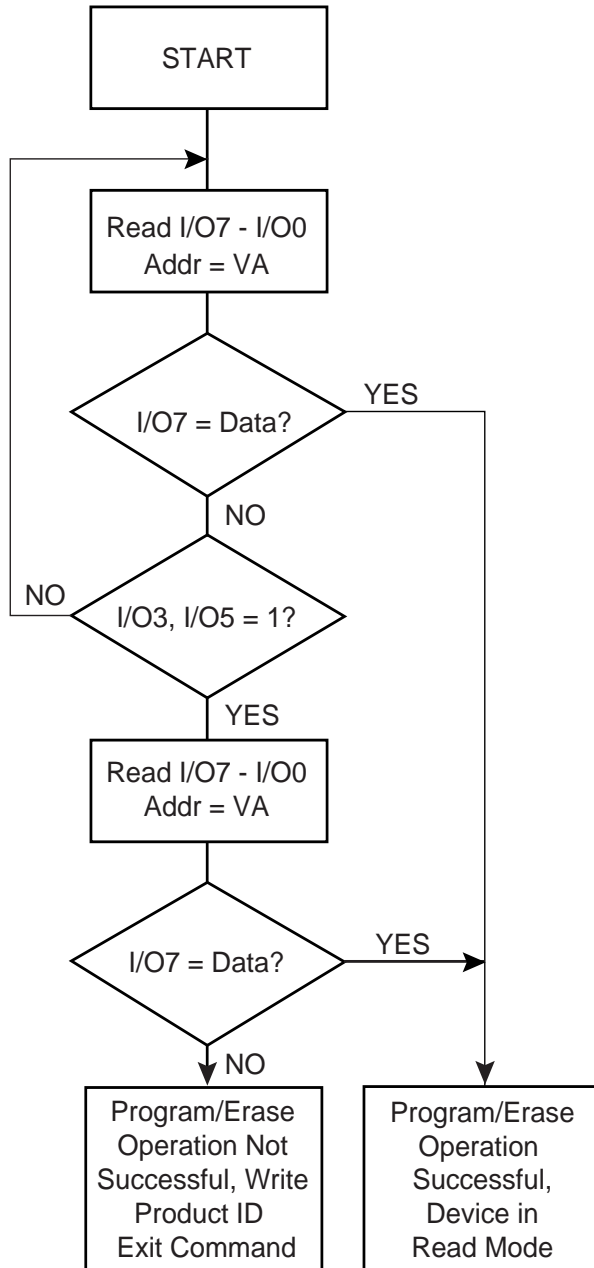 START
Read I/O7 - I/O0
Addr = VA
I/O7 = Data?
YES
NO
I/O3, I/O5 = 1?
NO
YES
Read I/O7 - I/O0
Addr = VA
I/O7 = Data?
YES
NO
Program/Erase
Operation Not
Successful, Write
Product ID
Exit Command
Program/Erase
Operation
Successful,
Device in
Read Mode